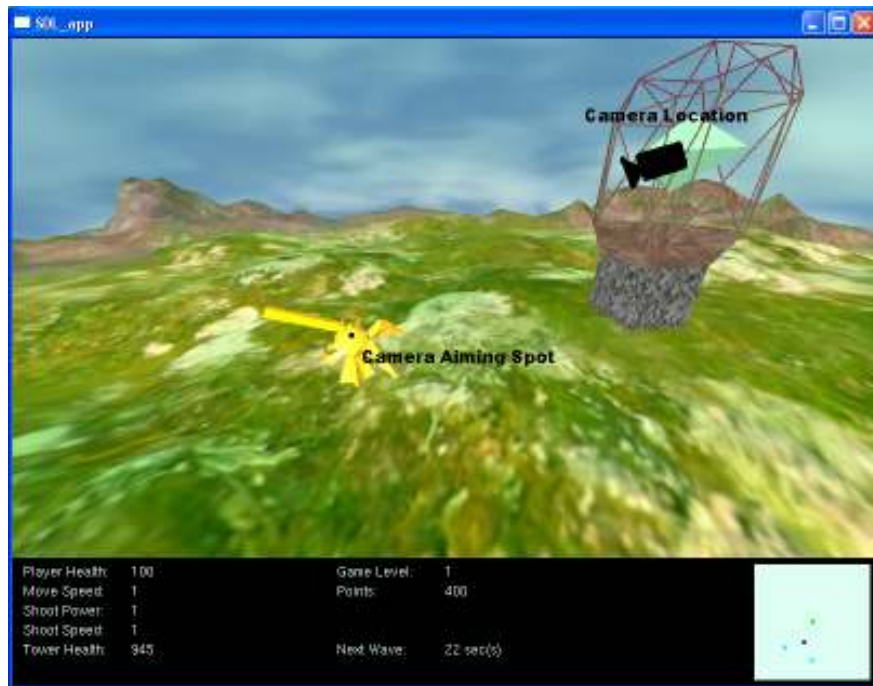 SDL_app
Camera Location
Camera Aiming Spot
Player Health: 100 Game Level: 1
Move Speed: 1 Points: 400
Shoot Power: 1
Shoot Speed: 1
Tower Health: 945 Next Wave: 22 sec(s)